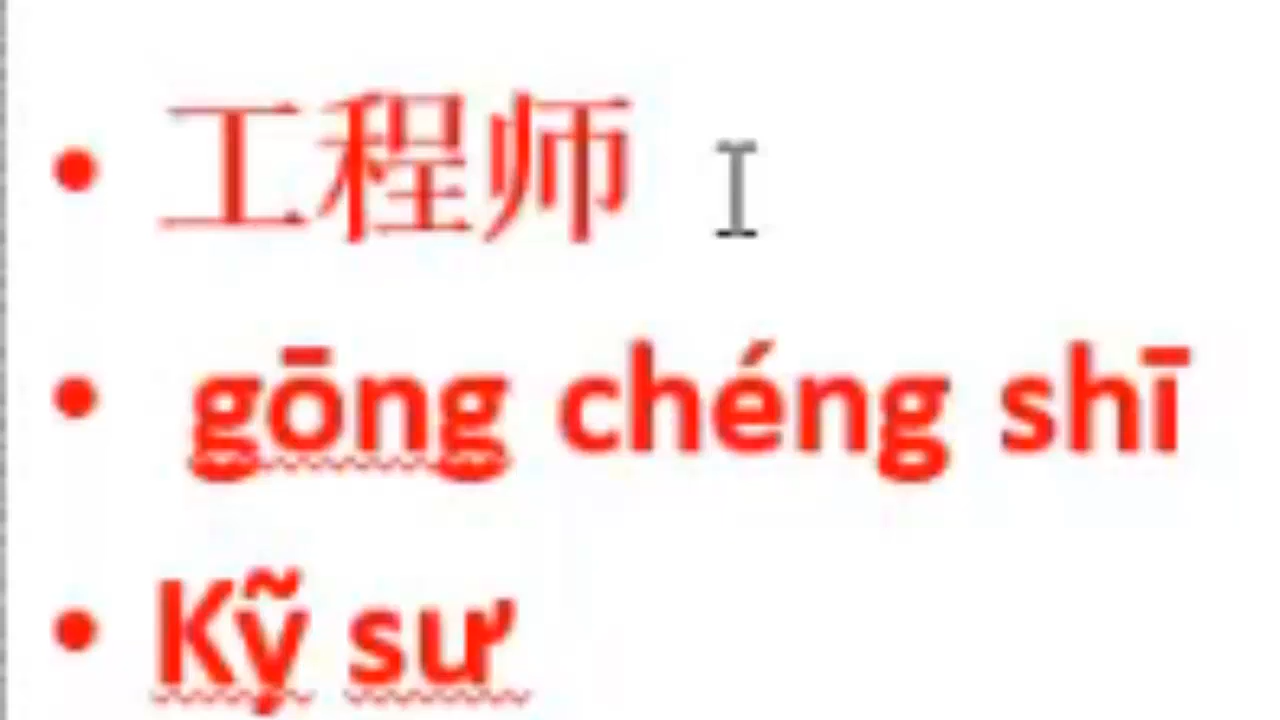 • 工程师
• gōng chéng shī
• Kỹ sư